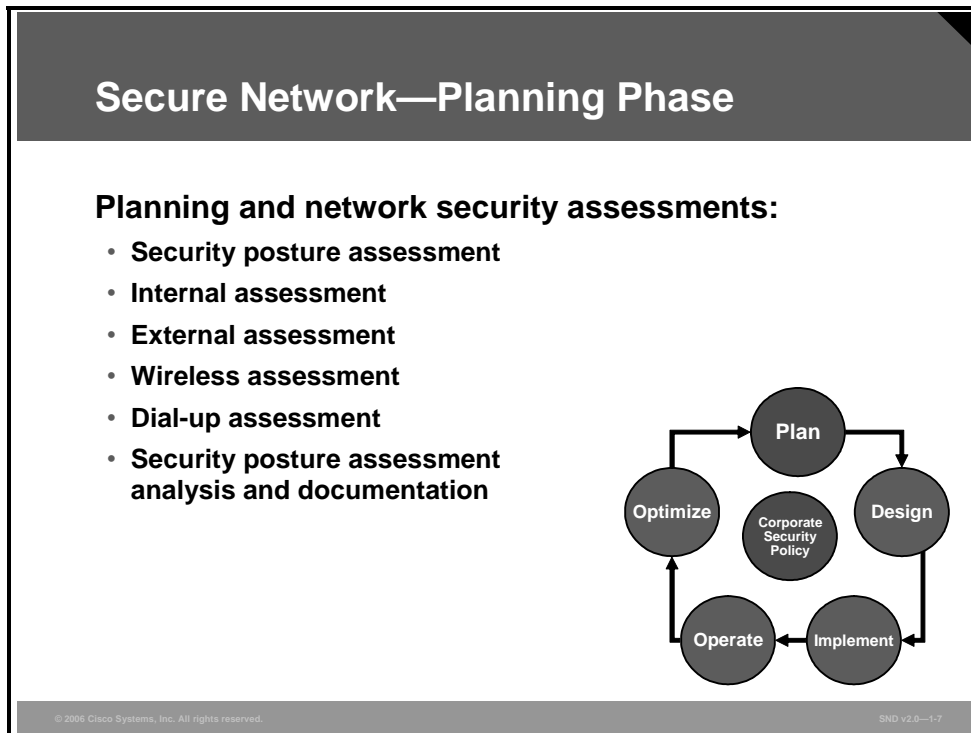 Secure Network—Planning Phase
Planning and network security assessments:
• Security posture assessment
• Internal assessment
• External assessment
• Wireless assessment
• Dial-up assessment
• Security posture assessment
analysis and documentation
Plan
Optimize
Corporate
Security
Policy
Design
Operate
Implement
© 2006 Cisco Systems, Inc. All rights reserved.
SND v2.0—1-7